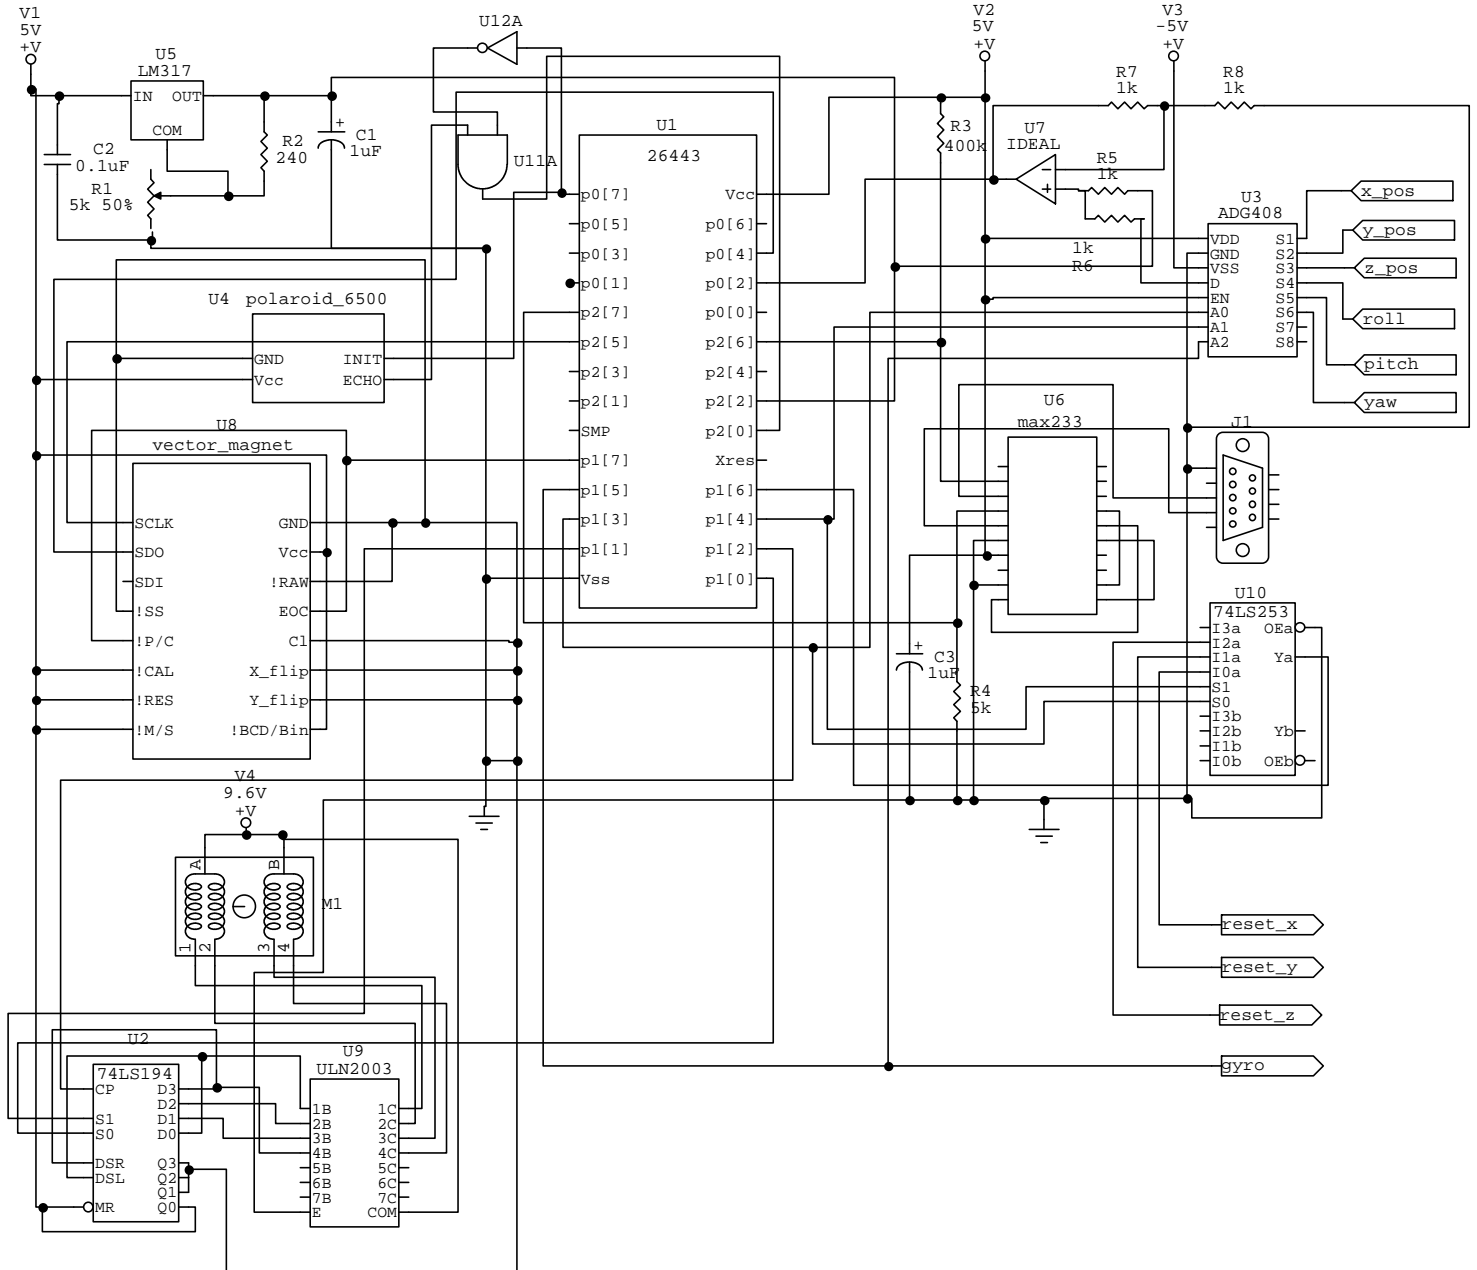 V1
5V
+V
U5
LM317
IN OUT
COM
C2
0.1uF
R1
5k 50%
R2
240
+
C1
1uF
U12A
U11A
U1
26443
p0[7]
p0[5]
p0[3]
p0[1]
p2[7]
p2[5]
p2[3]
p2[1]
SMP
p1[7]
p1[5]
p1[3]
p1[1]
Vss
Vcc
p0[6]
p0[4]
p0[2]
p0[0]
p2[6]
p2[4]
p2[2]
p2[0]
Xres
p1[6]
p1[4]
p1[2]
p1[0]
V2
5V
+V
V3
-5V
+V
R7
1k
R8
1k
R3
400k
U7
IDEAL
-
+
R5
1k
1k
R6
U3
ADG408
VDD
GND
VSS
D
EN
A0
A1
A2
S1
S2
S3
S4
S5
S6
S7
S8
x_pos
y_pos
z_pos
roll
pitch
yaw
U4 polaroid_6500
GND
Vcc
INIT
ECHO
U8
vector_magnet
SCLK
SDO
SDI
!SS
!P/C
!CAL
!RES
!M/S
GND
Vcc
!RAW
EOC
Cl
X_flip
Y_flip
!BCD/Bin
U6
max233
J1
+
C3
1uF
R4
5k
U10
74LS253
I3a
I2a
I1a
I0a
S1
S0
I3b
I2b
I1b
I0b
OEa
Ya
Yb
OEb
V4
9.6V
+V
A
B
1
2
3
4
M1
U2
74LS194
CP
S1
S0
DSR
DSL
MR
D3
D2
D1
D0
Q3
Q2
Q1
Q0
U9
ULN2003
1B
2B
3B
4B
5B
6B
7B
E
1C
2C
3C
4C
5C
6C
7C
COM
reset_x
reset_y
reset_z
gyro